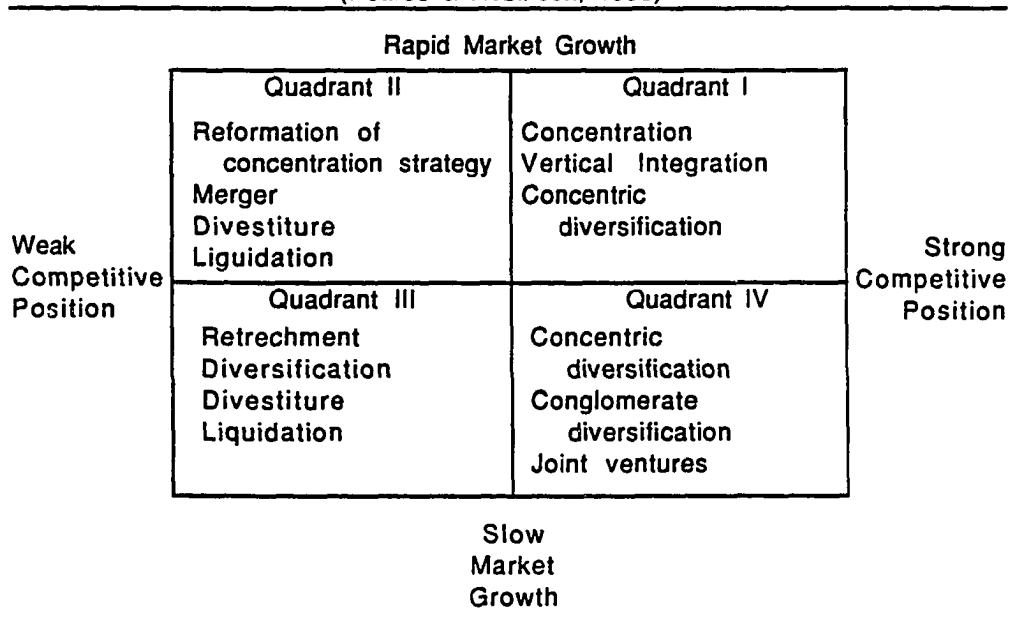 Rapid Market Growth
Quadrant II
Reformation of
concentration strategy
Merger
Divestiture
Liguidation
Quadrant I
Concentration
Vertical Integration
Concentric
diversification
Weak
Competitive
Position
Strong
Competitive
Position
Quadrant III
Retrechment
Diversification
Divestiture
Liquidation
Quadrant IV
Concentric
diversification
Conglomerate
diversification
Joint ventures
Slow
Market
Growth